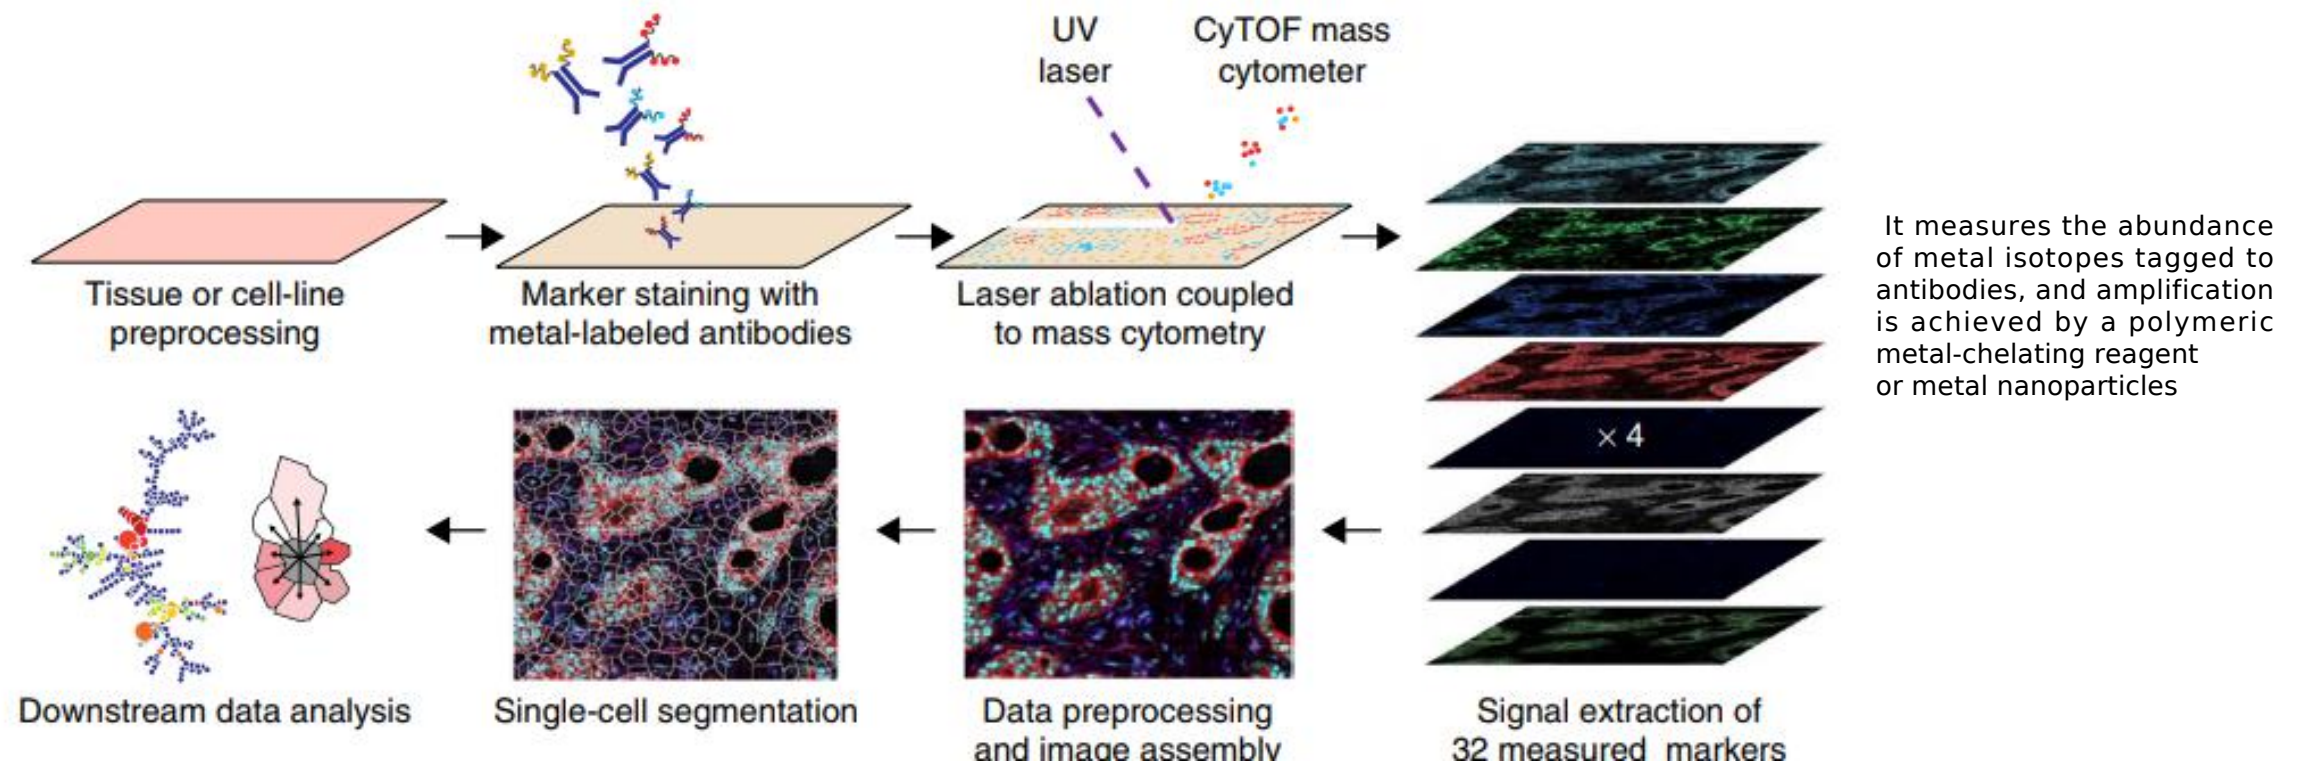 UV
laser
CyTOF mass
cytometer
Tissue or cell-line
preprocessing
Marker staining with
metal-labeled antibodies
Laser ablation coupled
to mass cytometry
It measures the abundance
of metal isotopes tagged to
antibodies, and amplification
is achieved by a polymeric
metal-chelating reagent
or metal nanoparticles
× 4
Signal extraction of
32 measured markers
Data preprocessing
and image assembly
Single-cell segmentation
Downstream data analysis